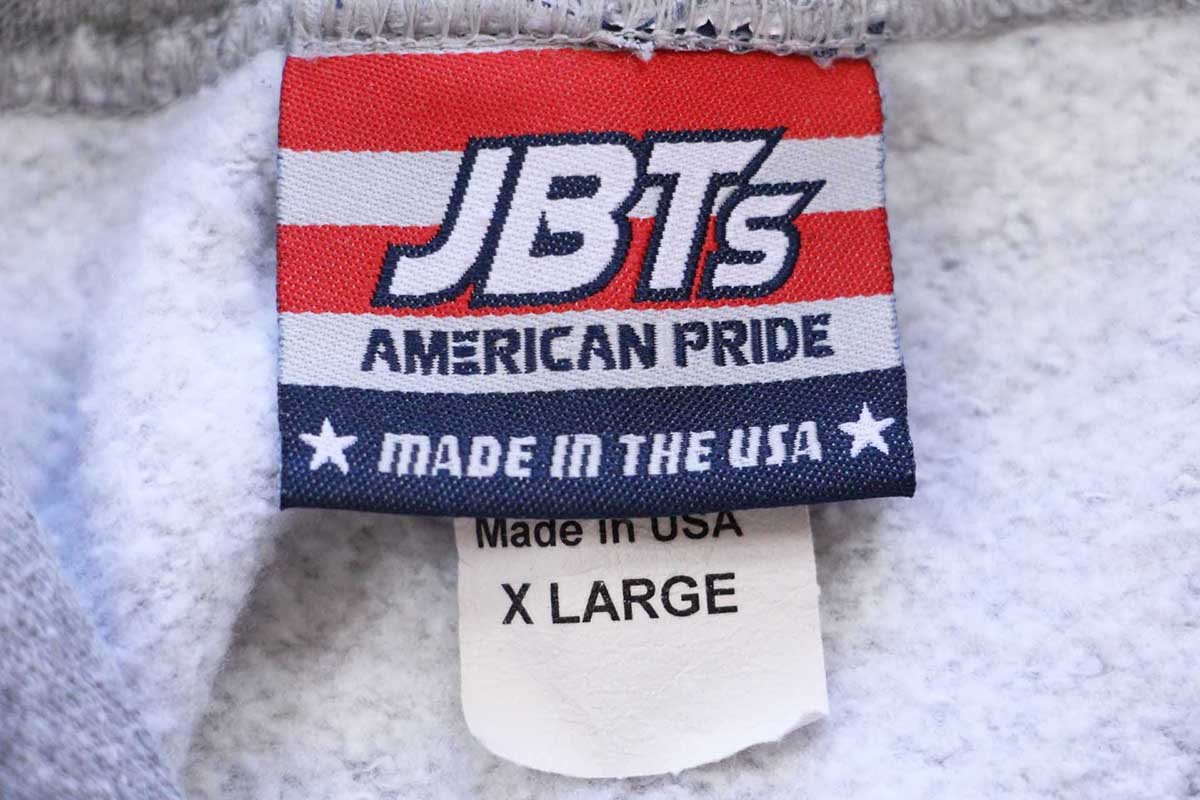 JBTs
AMERICAN PRIDE
MADE IN THE USA
Made in USA
X LARGE